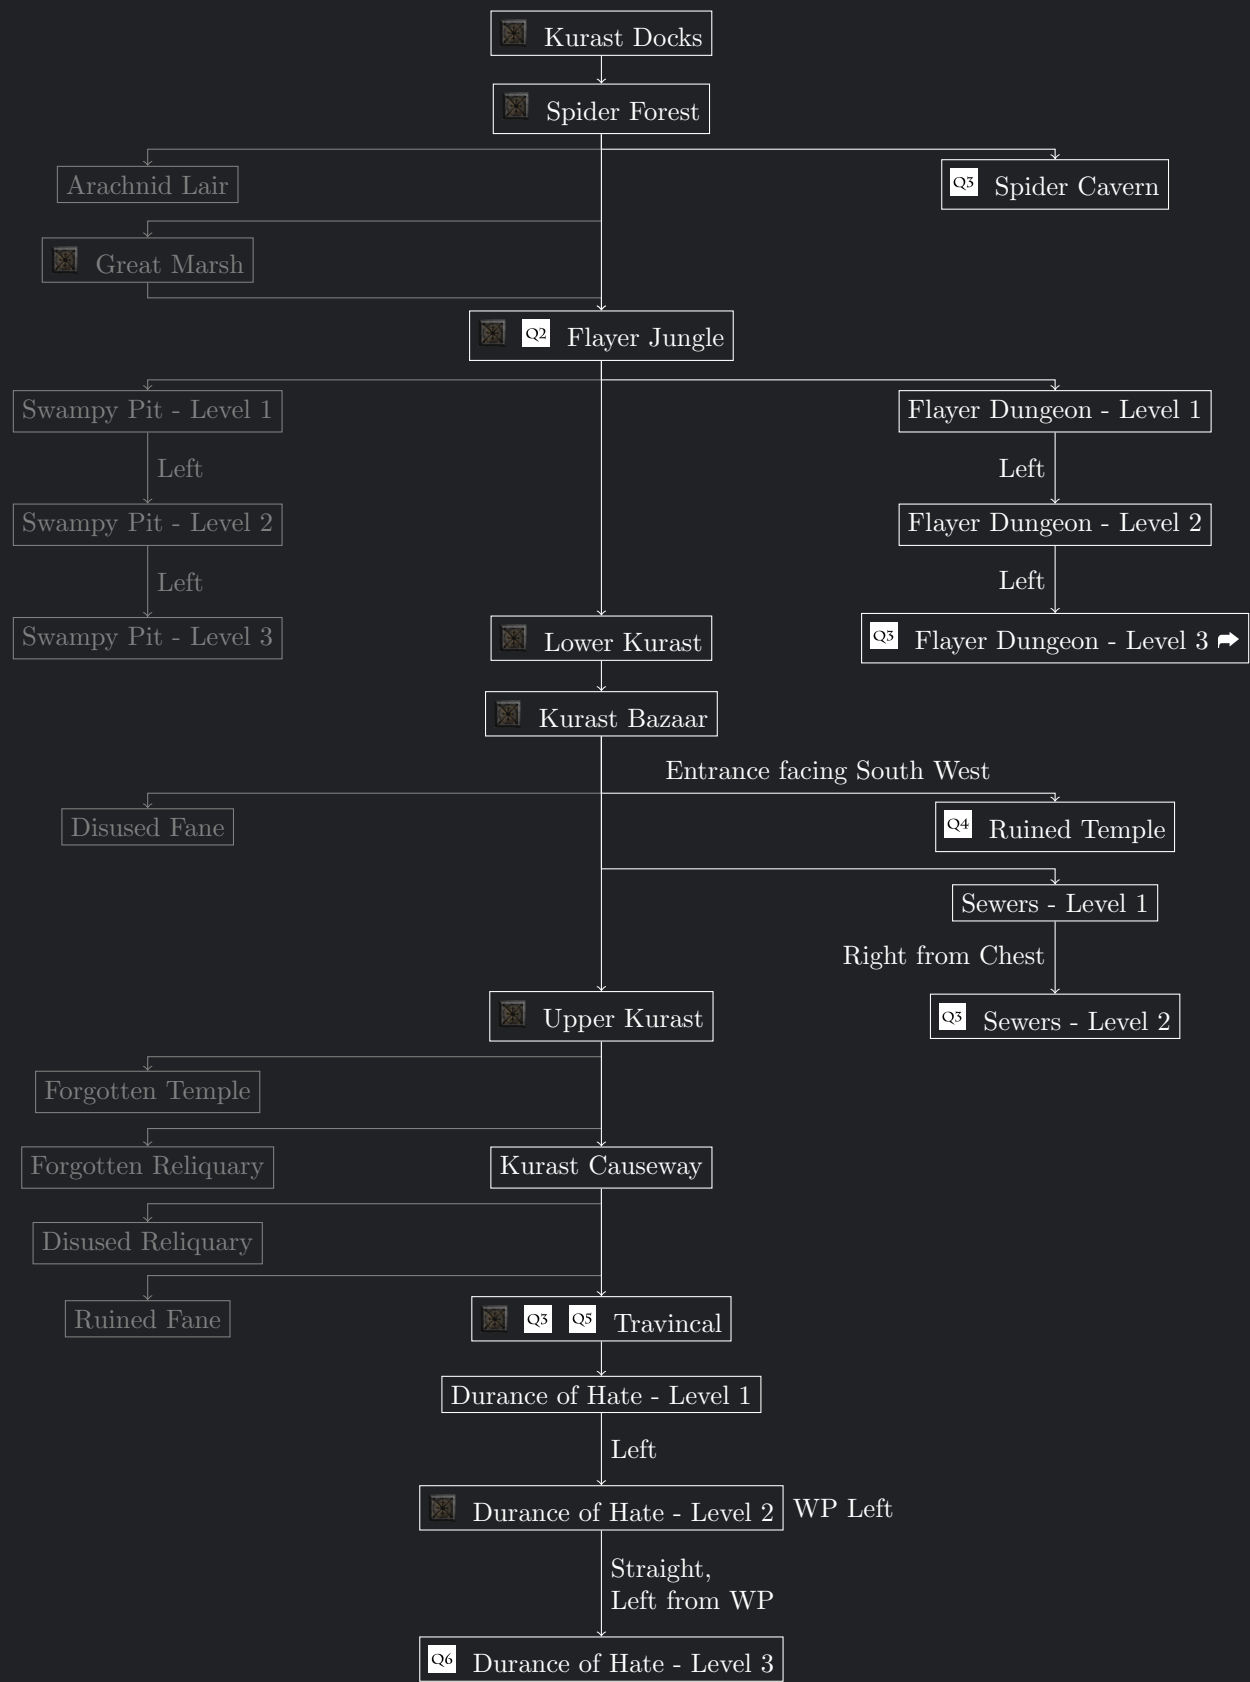 Kurast Docks
Spider Forest
Arachnid Lair
Q3 Spider Cavern
Great Marsh
Q2 Flayer Jungle
Swampy Pit - Level 1
Flayer Dungeon - Level 1
Left
Left
Swampy Pit - Level 2
Flayer Dungeon - Level 2
Left
Left
Swampy Pit - Level 3
Lower Kurast
Q3 Flayer Dungeon - Level 3
Kurast Bazaar
Entrance facing South West
Disused Fane
Q4 Ruined Temple
Sewers - Level 1
Right from Chest
Upper Kurast
Q3 Sewers - Level 2
Forgotten Temple
Forgotten Reliquary
Kurast Causeway
Disused Reliquary
Ruined Fane
Q3 Q5 Travincal
Durance of Hate - Level 1
Left
Durance of Hate - Level 2
WP Left
Straight,
Left from WP
Q6 Durance of Hate - Level 3